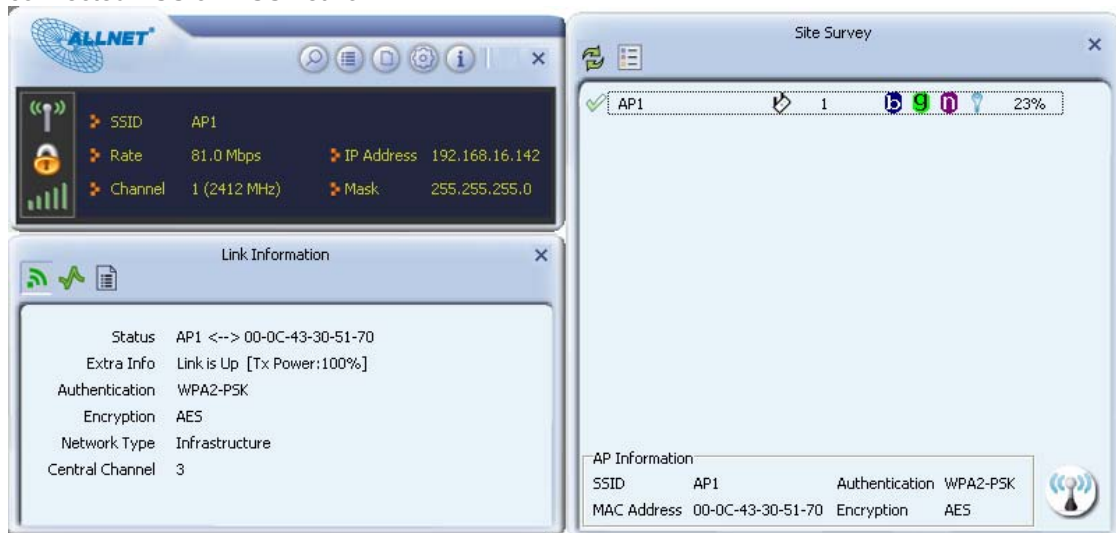 ALLNET
SSID AP1
Rate 81.0 Mbps IP Address 192.168.16.142
Channel 1 (2412 MHz) Mask 255.255.255.0
Link Information
Status AP1 <--> 00-0C-43-30-51-70
Extra Info Link is Up [Tx Power:100%]
Authentication WPA2-PSK
Encryption AES
Network Type Infrastructure
Central Channel 3
Site Survey
AP1 1 b g n 23%
AP Information
SSID AP1 Authentication WPA2-PSK
MAC Address 00-0C-43-30-51-70 Encryption AES